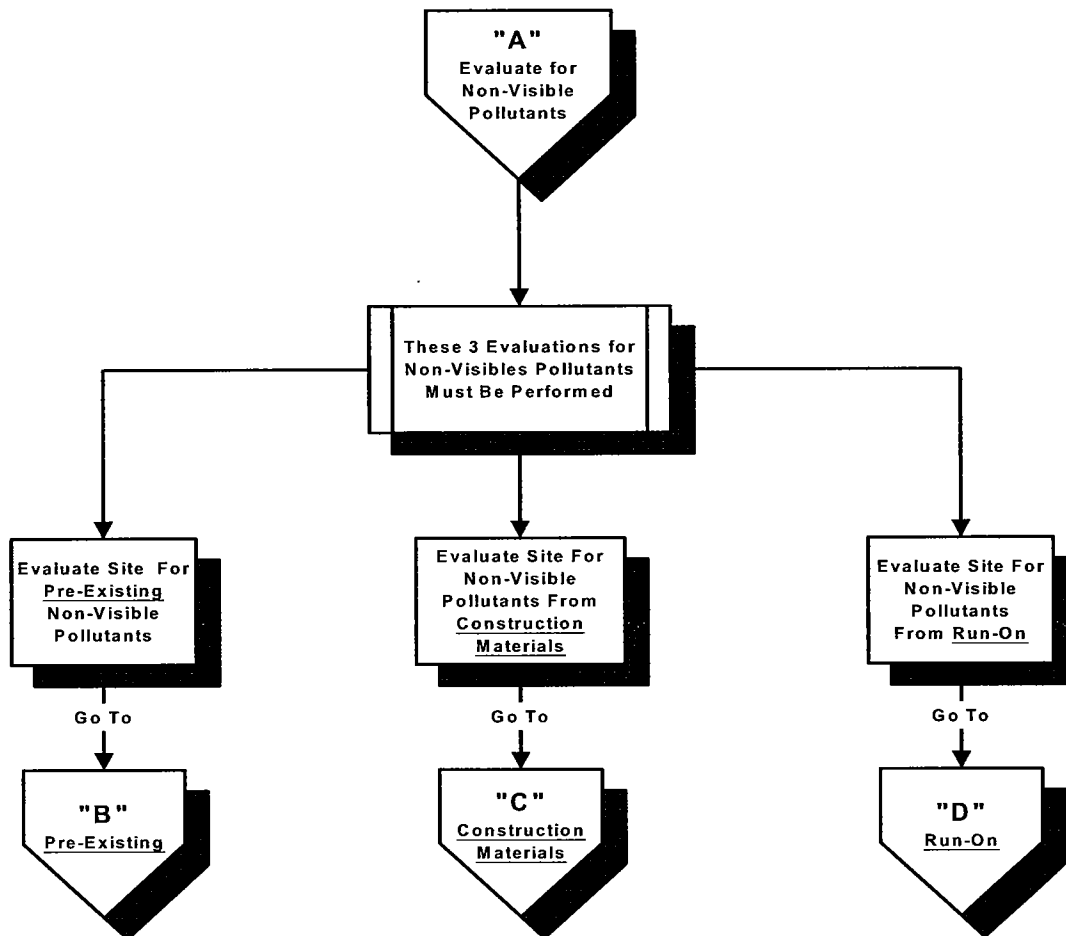 "A"
Evaluate for
Non-Visible
Pollutants
These 3 Evaluations for
Non-Visibles Pollutants
Must Be Performed
Evaluate Site For
Pre-Existing
Non-Visible
Pollutants
Evaluate Site For
Non-Visible
Pollutants From
Construction
Materials
Evaluate Site For
Non-Visible
Pollutants
From Run-On
Go To
Go To
Go To
"B"
Pre-Existing
"C"
Construction
Materials
"D"
Run-On